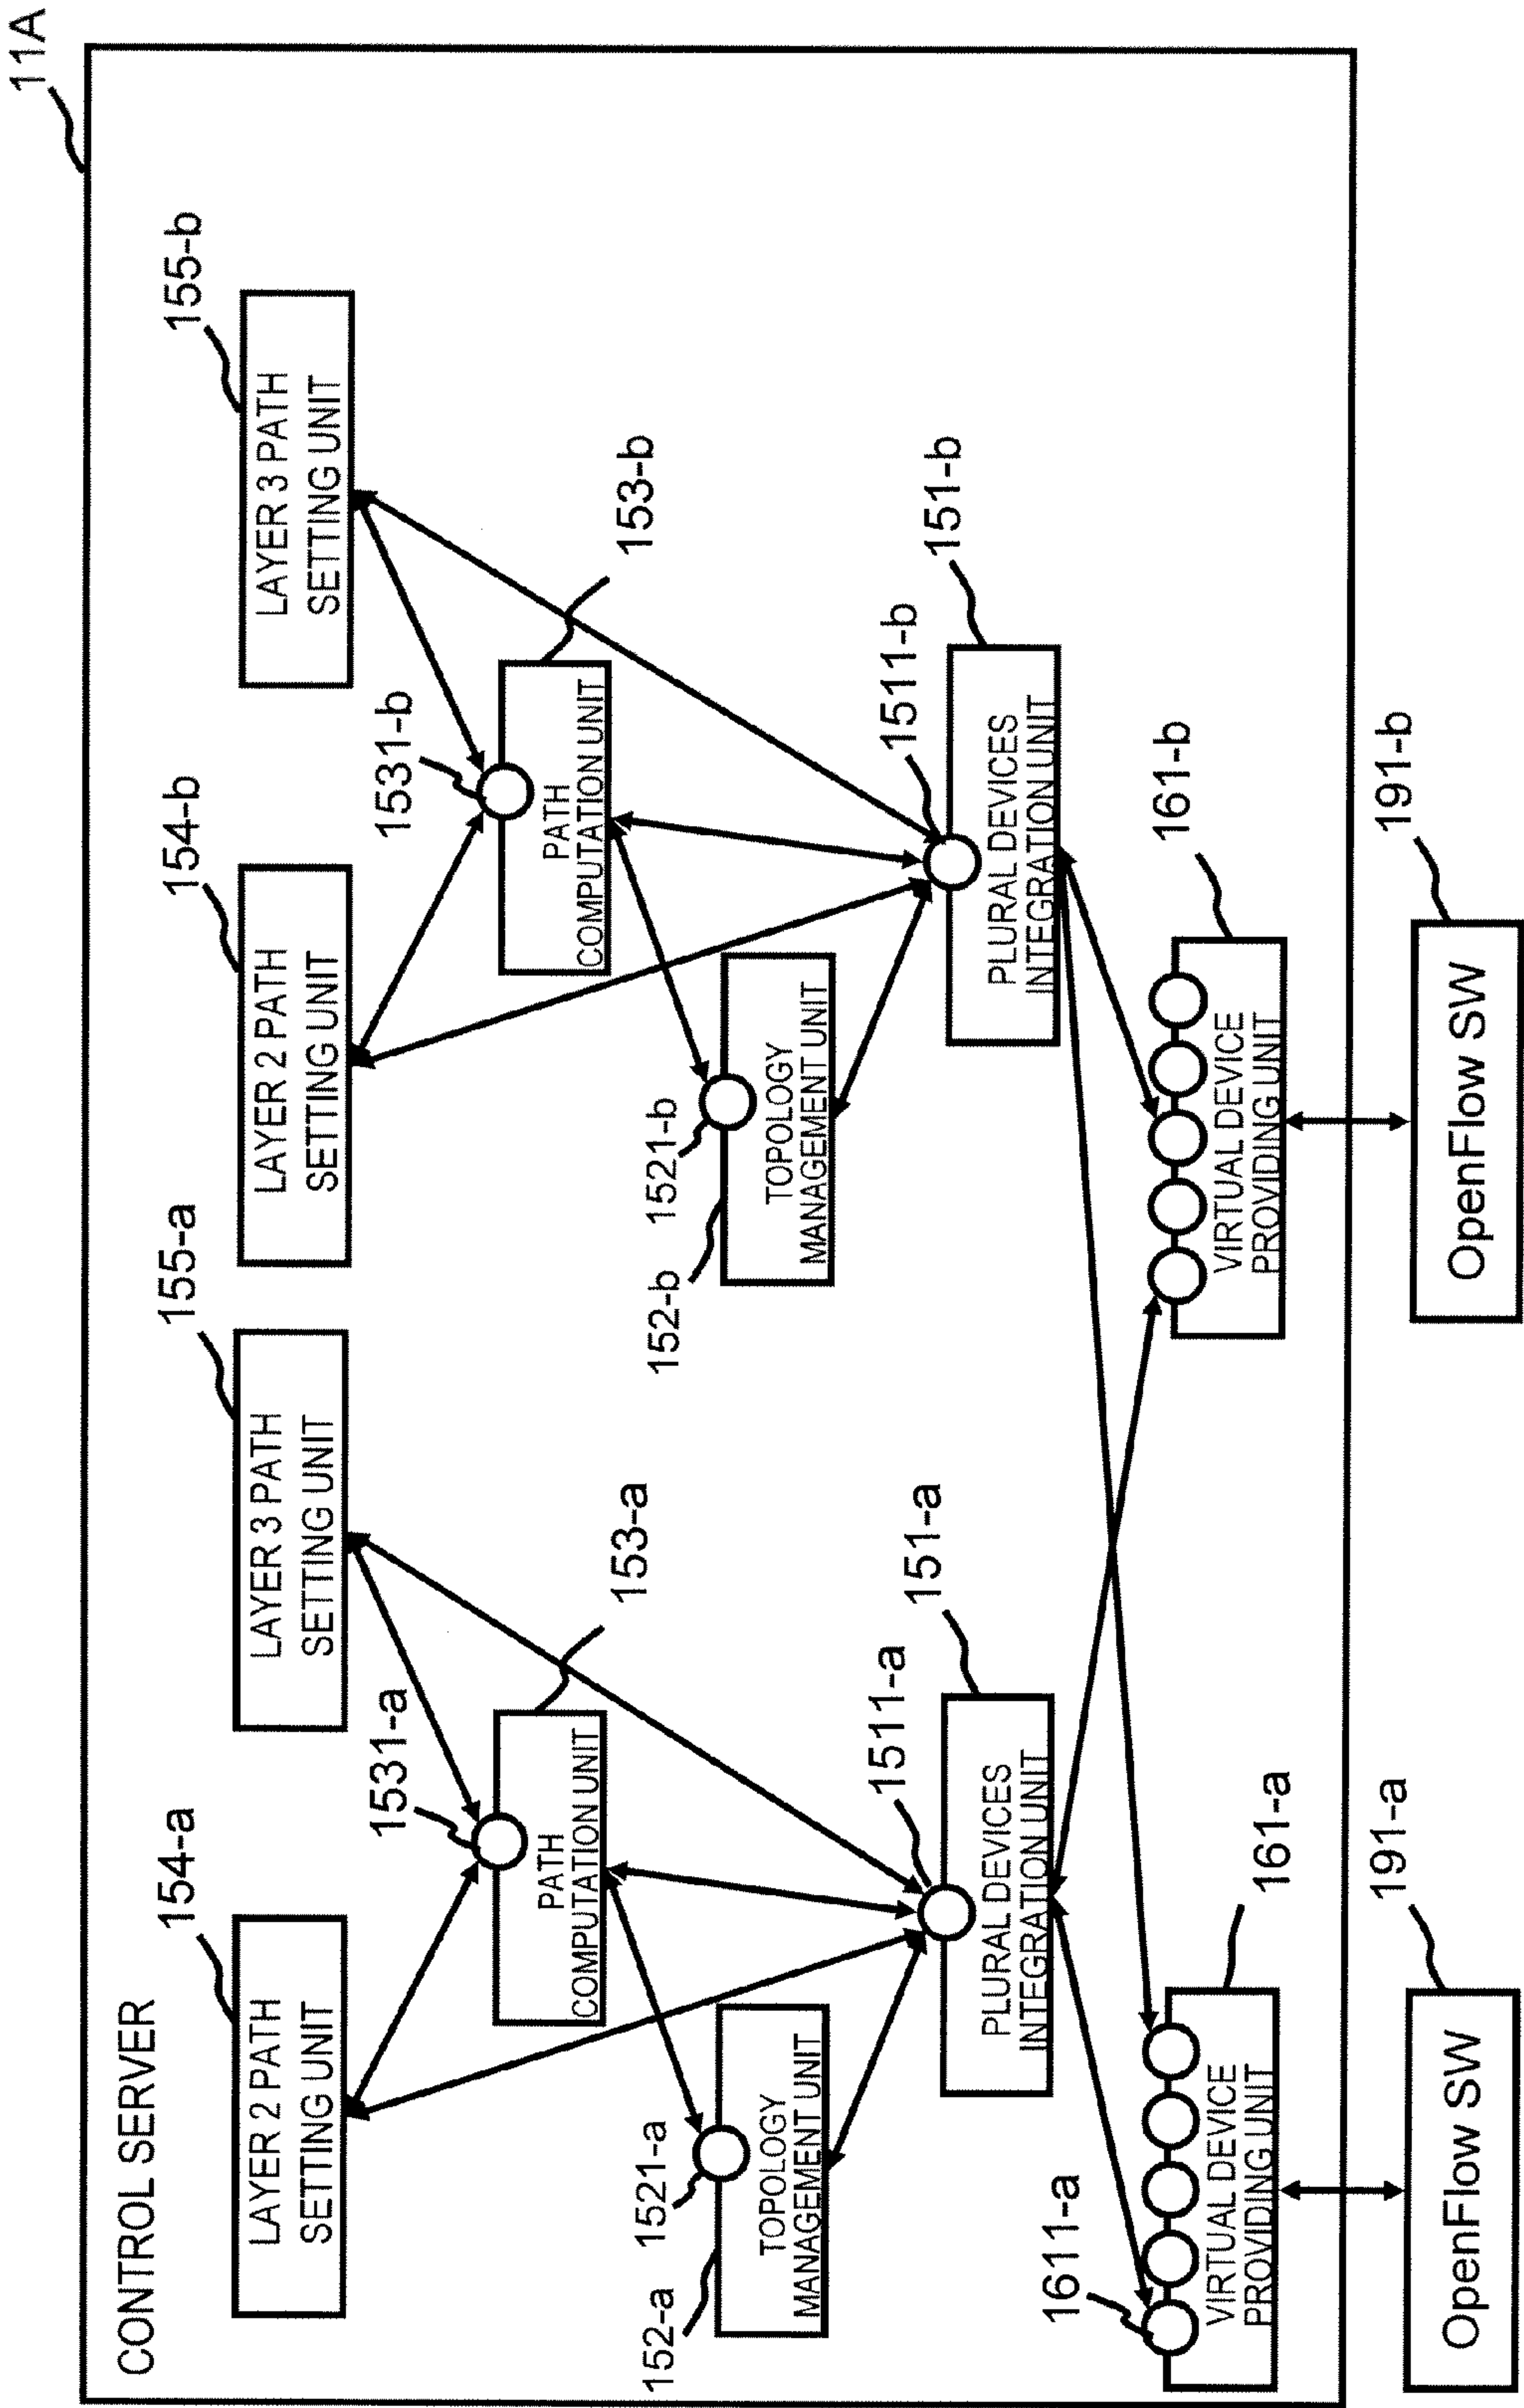 11A
CONTROL SERVER
154-a
LAYER 2 PATH
SETTING UNIT
155-a
LAYER 3 PATH
SETTING UNIT
154-b
LAYER 2 PATH
SETTING UNIT
155-b
LAYER 3 PATH
SETTING UNIT
1531-a
153-a
PATH
COMPUTATION UNIT
1531-b
153-b
PATH
COMPUTATION UNIT
152-a
1521-a
TOPOLOGY
MANAGEMENT UNIT
152-b
1521-b
TOPOLOGY
MANAGEMENT UNIT
1511-a
151-a
PLURAL DEVICES
INTEGRATION UNIT
1511-b
151-b
PLURAL DEVICES
INTEGRATION UNIT
1611-a
161-a
VIRTUAL DEVICE
PROVIDING UNIT
161-b
VIRTUAL DEVICE
PROVIDING UNIT
191-a
OpenFlow SW
191-b
OpenFlow SW